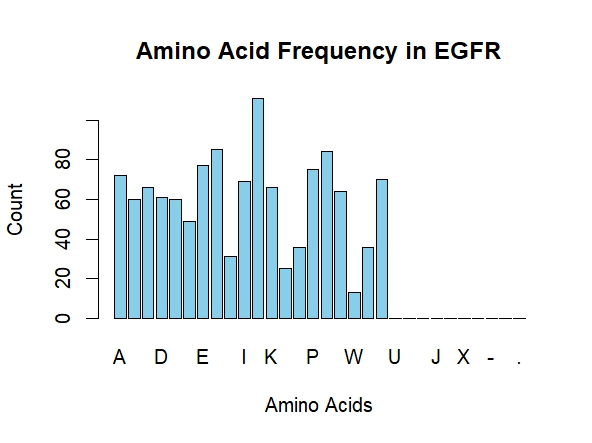 Amino Acid Frequency in EGFR
Count
0 20 40 60 80
A D E I K P W U J X - .
Amino Acids